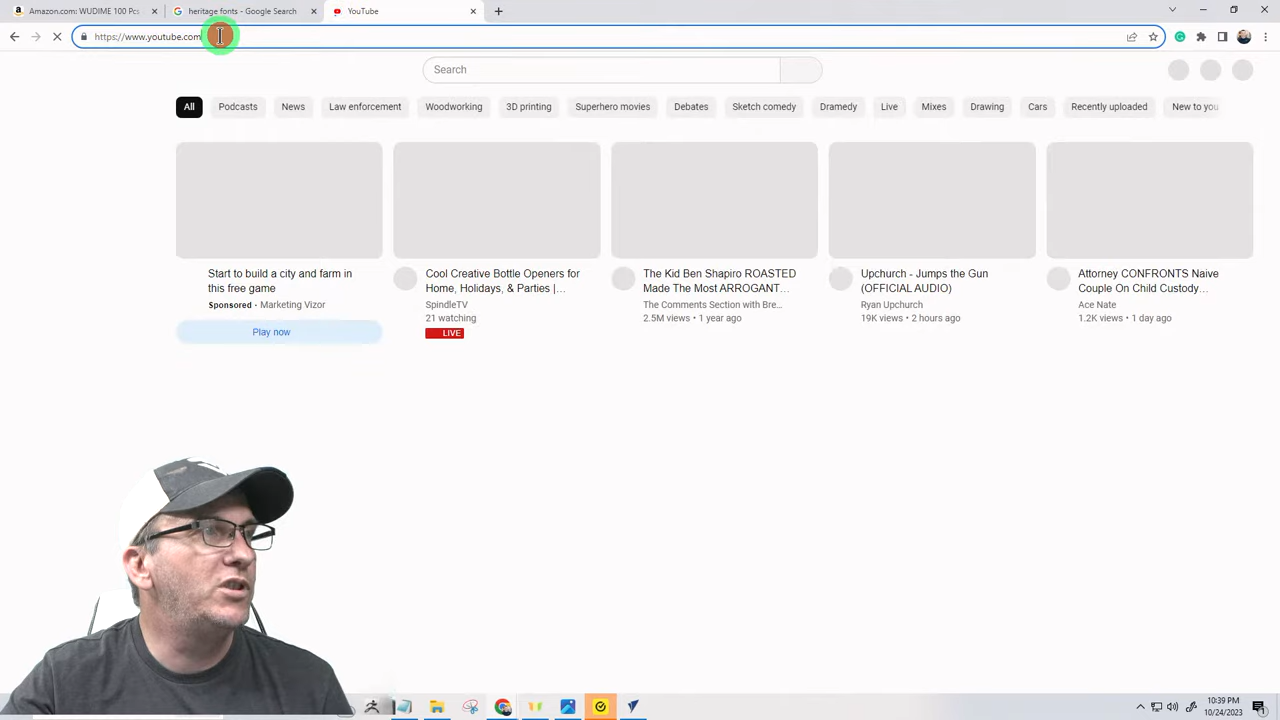 Amazon.com: WUDIME 100 Pcs
heritage fonts - Google Search
YouTube
https://www.youtube.com
Search
All
Podcasts
News
Law enforcement
Woodworking
3D printing
Superhero movies
Debates
Sketch comedy
Dramedy
Live
Mixes
Drawing
Cars
Recently uploaded
New to you
Start to build a city and farm in
this free game
Sponsored · Marketing Vizor
Play now
Cool Creative Bottle Openers for
Home, Holidays, & Parties |...
SpindleTV
21 watching
LIVE
The Kid Ben Shapiro ROASTED
Made The Most ARROGANT...
The Comments Section with Bre...
2.5M views • 1 year ago
Upchurch - Jumps the Gun
(OFFICIAL AUDIO)
Ryan Upchurch
19K views • 2 hours ago
Attorney CONFRONTS Naive
Couple On Child Custody...
Ace Nate
1.2K views • 1 day ago
10:39 PM
10/24/2023